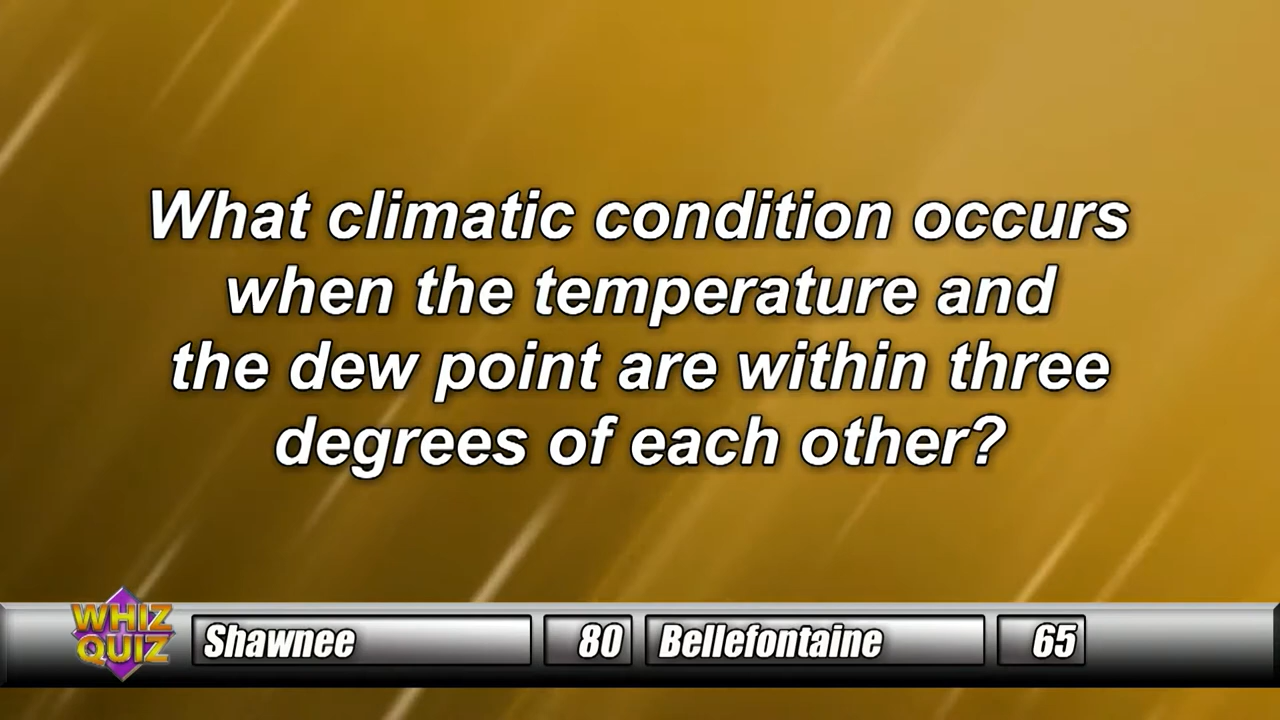 What climatic condition occurs
when the temperature and
the dew point are within three
degrees of each other?
WHIZ
QUIZ
Shawnee 80 Bellefontaine 65